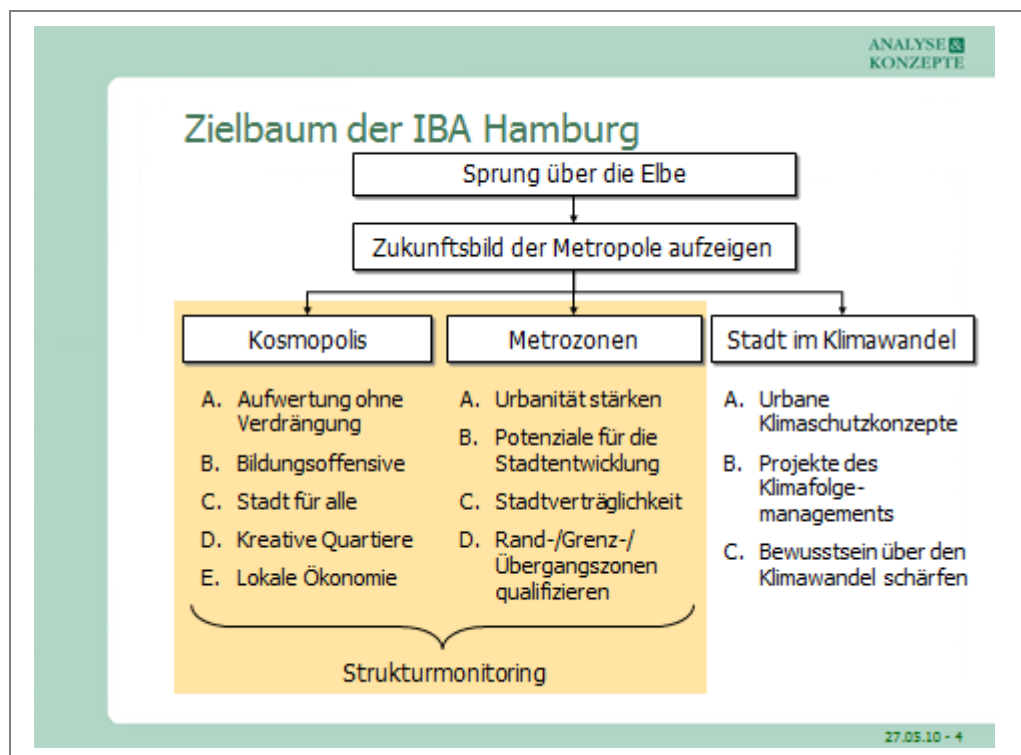 ANALYSE &
KONZEPTE
Zielbaum der IBA Hamburg
Sprung über die Elbe
Zukunftsbild der Metropole aufzeigen
Kosmopolis
A. Aufwertung ohne
Verdrängung
B. Bildungsoffensive
C. Stadt für alle
D. Kreative Quartiere
E. Lokale Ökonomie
Metrozonen
A. Urbanität stärken
B. Potenziale für die
Stadtentwicklung
C. Stadtverträglichkeit
D. Rand-/Grenz-/
Übergangszonen
qualifizieren
Strukturmonitoring
Stadt im Klimawandel
A. Urbane
Klimaschutzkonzepte
B. Projekte des
Klimafolge-
managements
C. Bewusstsein über den
Klimawandel schärfen
27.05.10 - 4